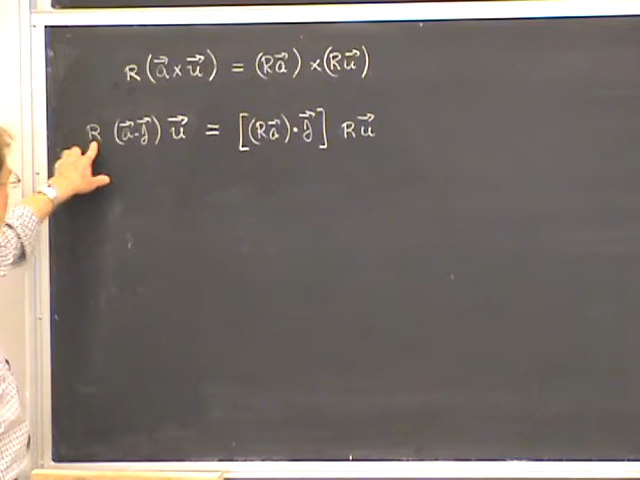 R (a⃗ × u⃗) = (Ra⃗) × (Ru⃗)
R (a⃗·J⃗) u⃗ = [(Ra⃗)·J⃗] Ru⃗